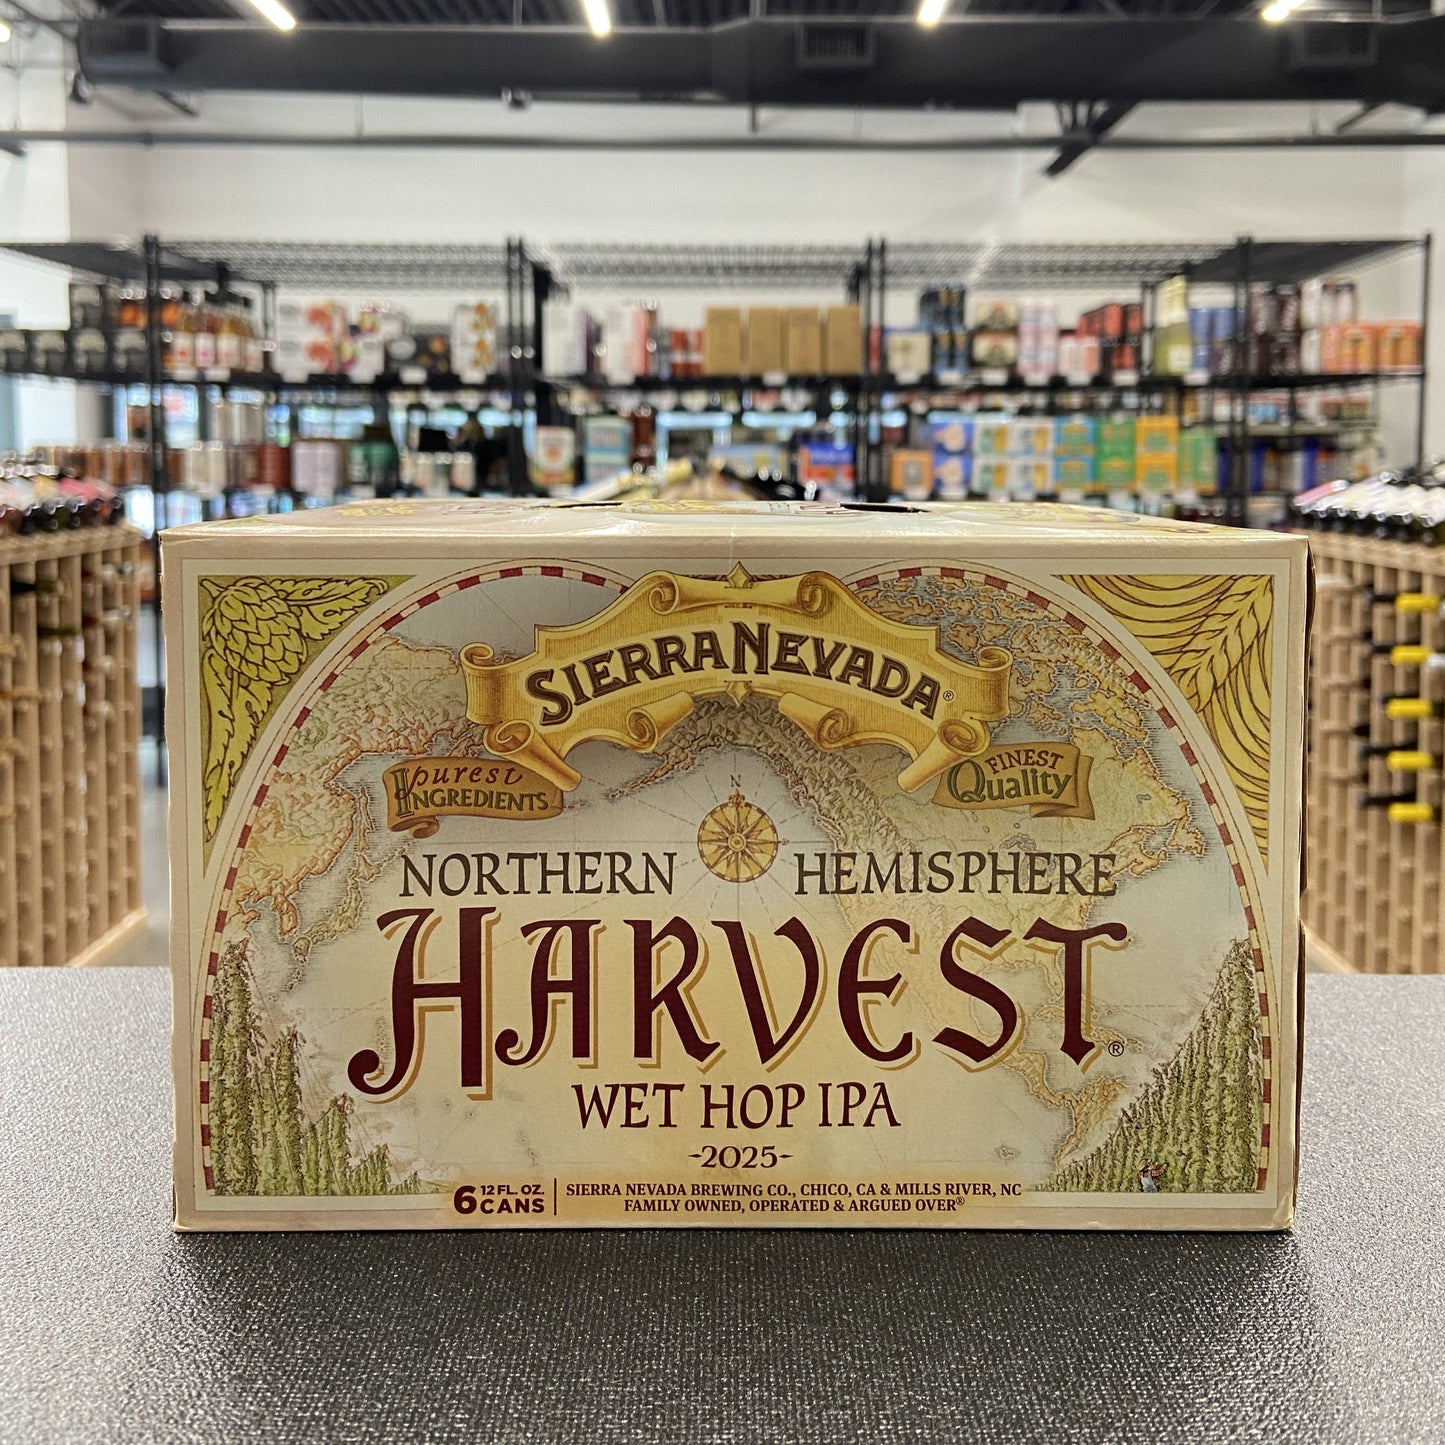 SIERRA NEVADA®
purest
INGREDIENTS
FINEST
Quality
N
NORTHERN HEMISPHERE
HARVEST®
WET HOP IPA
-2025-
6 12 FL. OZ. CANS
SIERRA NEVADA BREWING CO., CHICO, CA & MILLS RIVER, NC
FAMILY OWNED, OPERATED & ARGUED OVER®